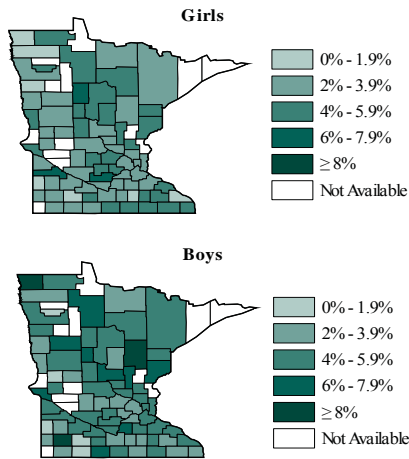 Girls
0% - 1.9%
2% - 3.9%
4% - 5.9%
6% - 7.9%
≥ 8%
Not Available
Boys
0% - 1.9%
2% - 3.9%
4% - 5.9%
6% - 7.9%
≥ 8%
Not Available